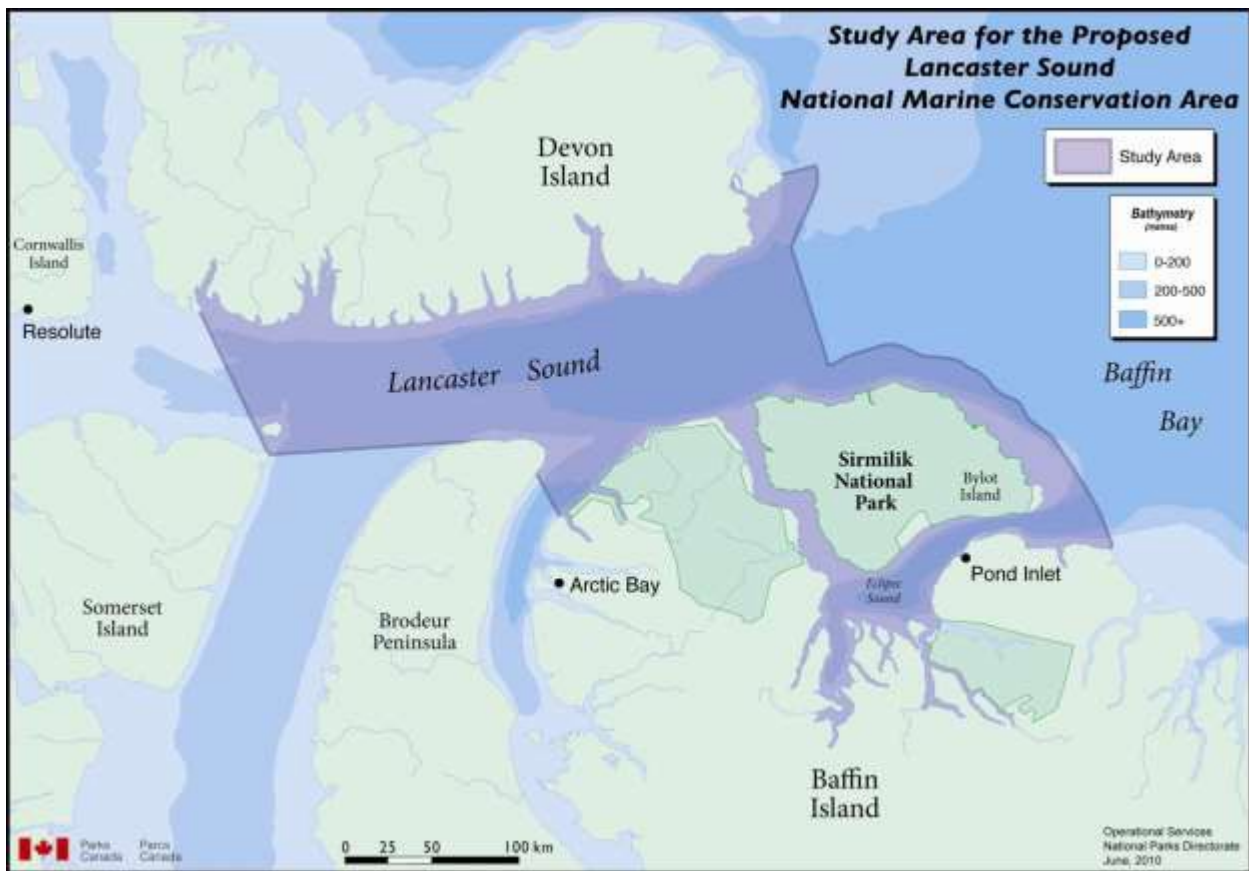 Study Area for the Proposed
Lancaster Sound
National Marine Conservation Area
Study Area
Bathymetry
0-200
200-500
500+
Devon
Island
Cornwallis
Island
Resolute
Lancaster Sound
Baffin
Bay
Sirmilik
National
Park
Bylot
Island
Pond Inlet
Arctic Bay
Sound
Somerset
Island
Brodeur
Peninsula
Baffin
Island
Parks
Canada
Parcs
Canada
0 25 50 100 km
Operational Services
National Parks Directorate
June, 2010